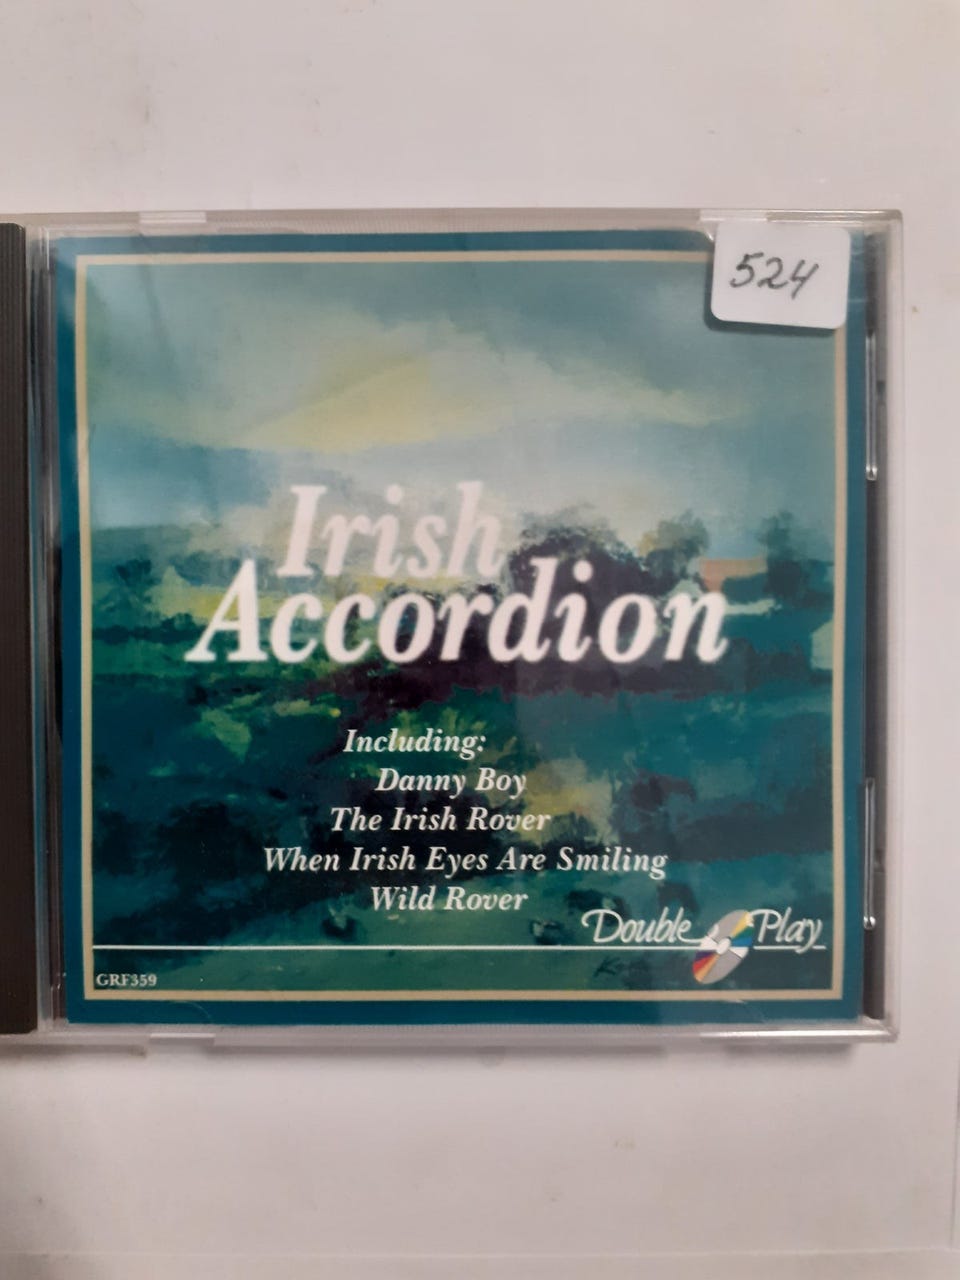 524
Irish
Accordion
Including:
Danny Boy
The Irish Rover
When Irish Eyes Are Smiling
Wild Rover
Double Play
GRF359